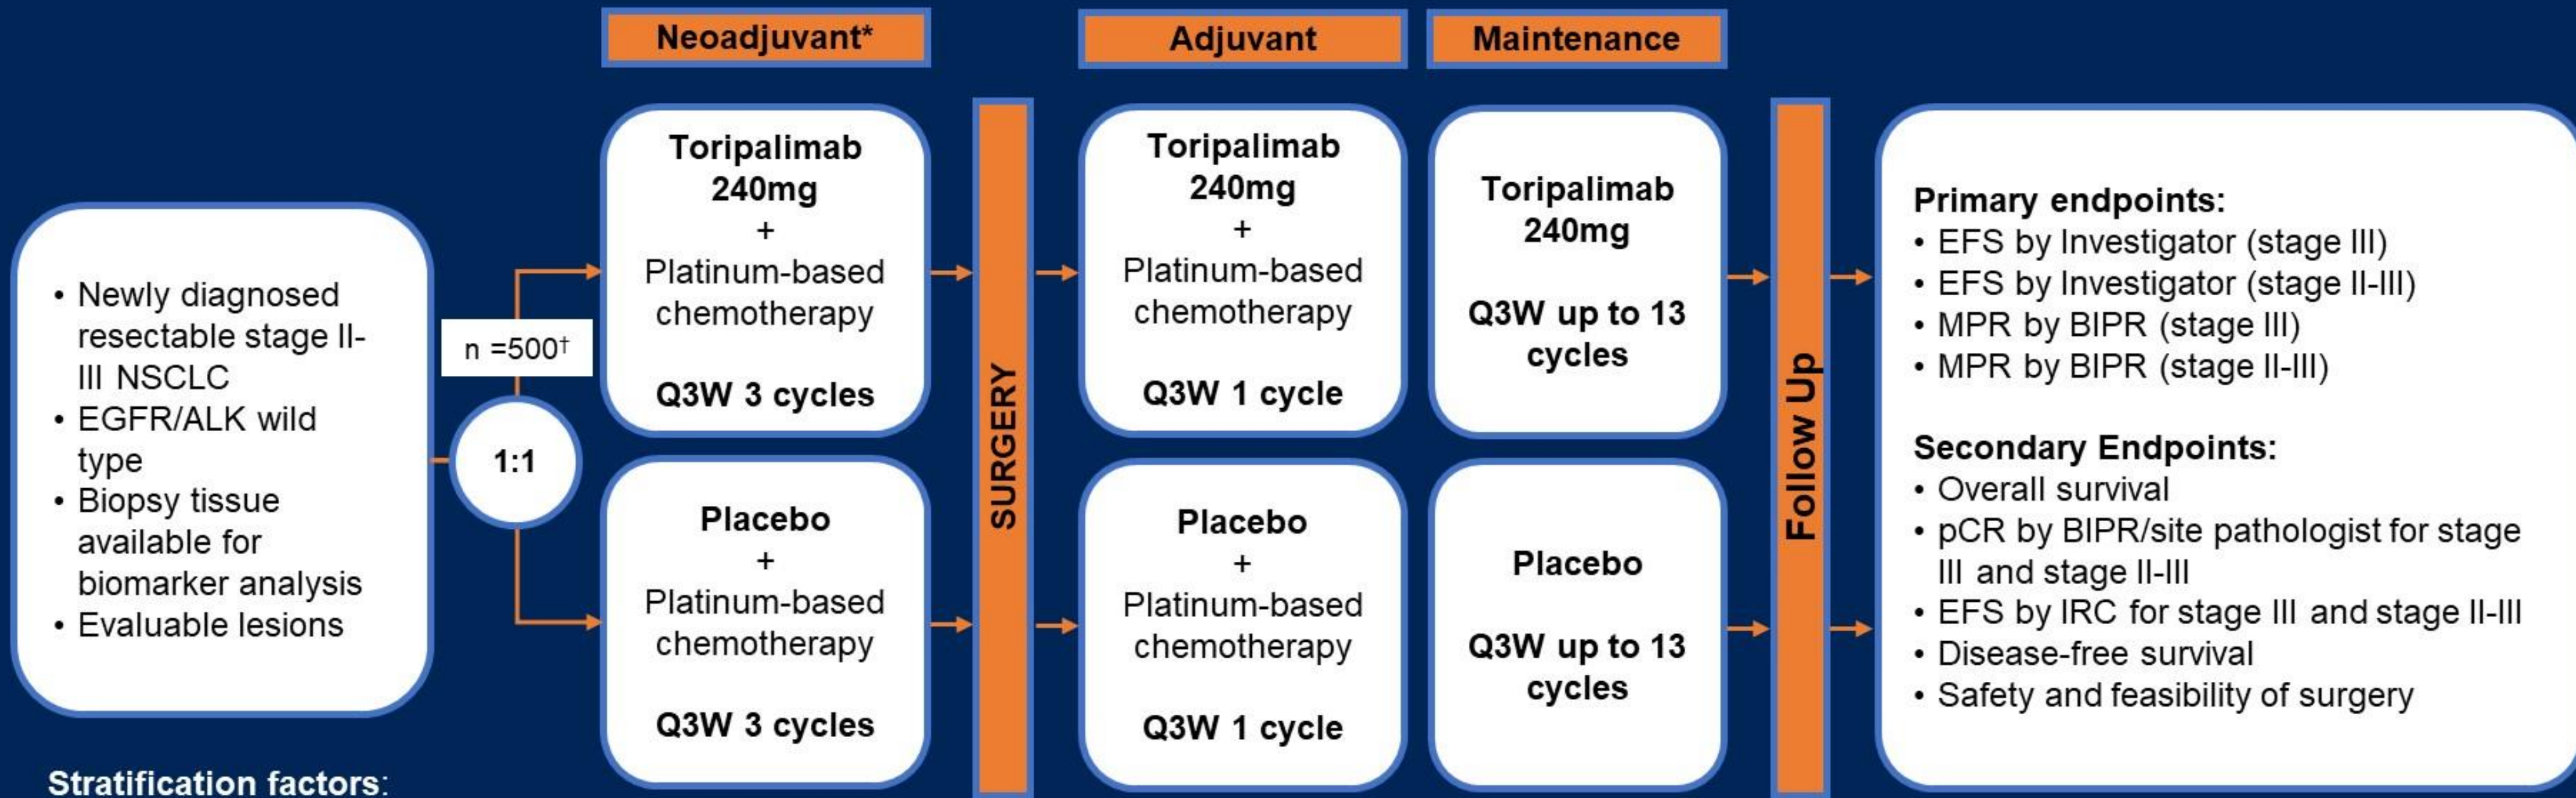 Neoadjuvant*
Adjuvant
Maintenance
• Newly diagnosed
resectable stage II-
III NSCLC
• EGFR/ALK wild
type
• Biopsy tissue
available for
biomarker analysis
• Evaluable lesions
n =500†
1:1
Toripalimab
240mg
+
Platinum-based
chemotherapy
Q3W 3 cycles
Placebo
+
Platinum-based
chemotherapy
Q3W 3 cycles
SURGERY
Toripalimab
240mg
+
Platinum-based
chemotherapy
Q3W 1 cycle
Placebo
+
Platinum-based
chemotherapy
Q3W 1 cycle
Toripalimab
240mg
Q3W up to 13
cycles
Placebo
Q3W up to 13
cycles
Follow Up
Primary endpoints:
• EFS by Investigator (stage III)
• EFS by Investigator (stage II-III)
• MPR by BIPR (stage III)
• MPR by BIPR (stage II-III)
Secondary Endpoints:
• Overall survival
• pCR by BIPR/site pathologist for stage
III and stage II-III
• EFS by IRC for stage III and stage II-III
• Disease-free survival
• Safety and feasibility of surgery
Stratification factors: